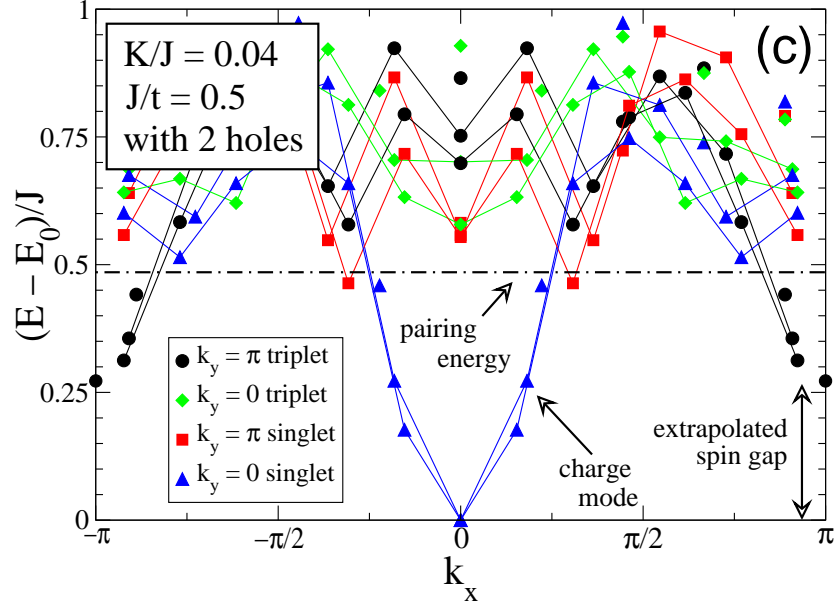 1
0.75
0.5
0.25
0
(E − E₀)/J
K/J = 0.04
J/t = 0.5
with 2 holes
(c)
pairing
energy
k_y = π triplet
k_y = 0 triplet
k_y = π singlet
k_y = 0 singlet
charge
mode
extrapolated
spin gap
−π
−π/2
0
π/2
π
k_x